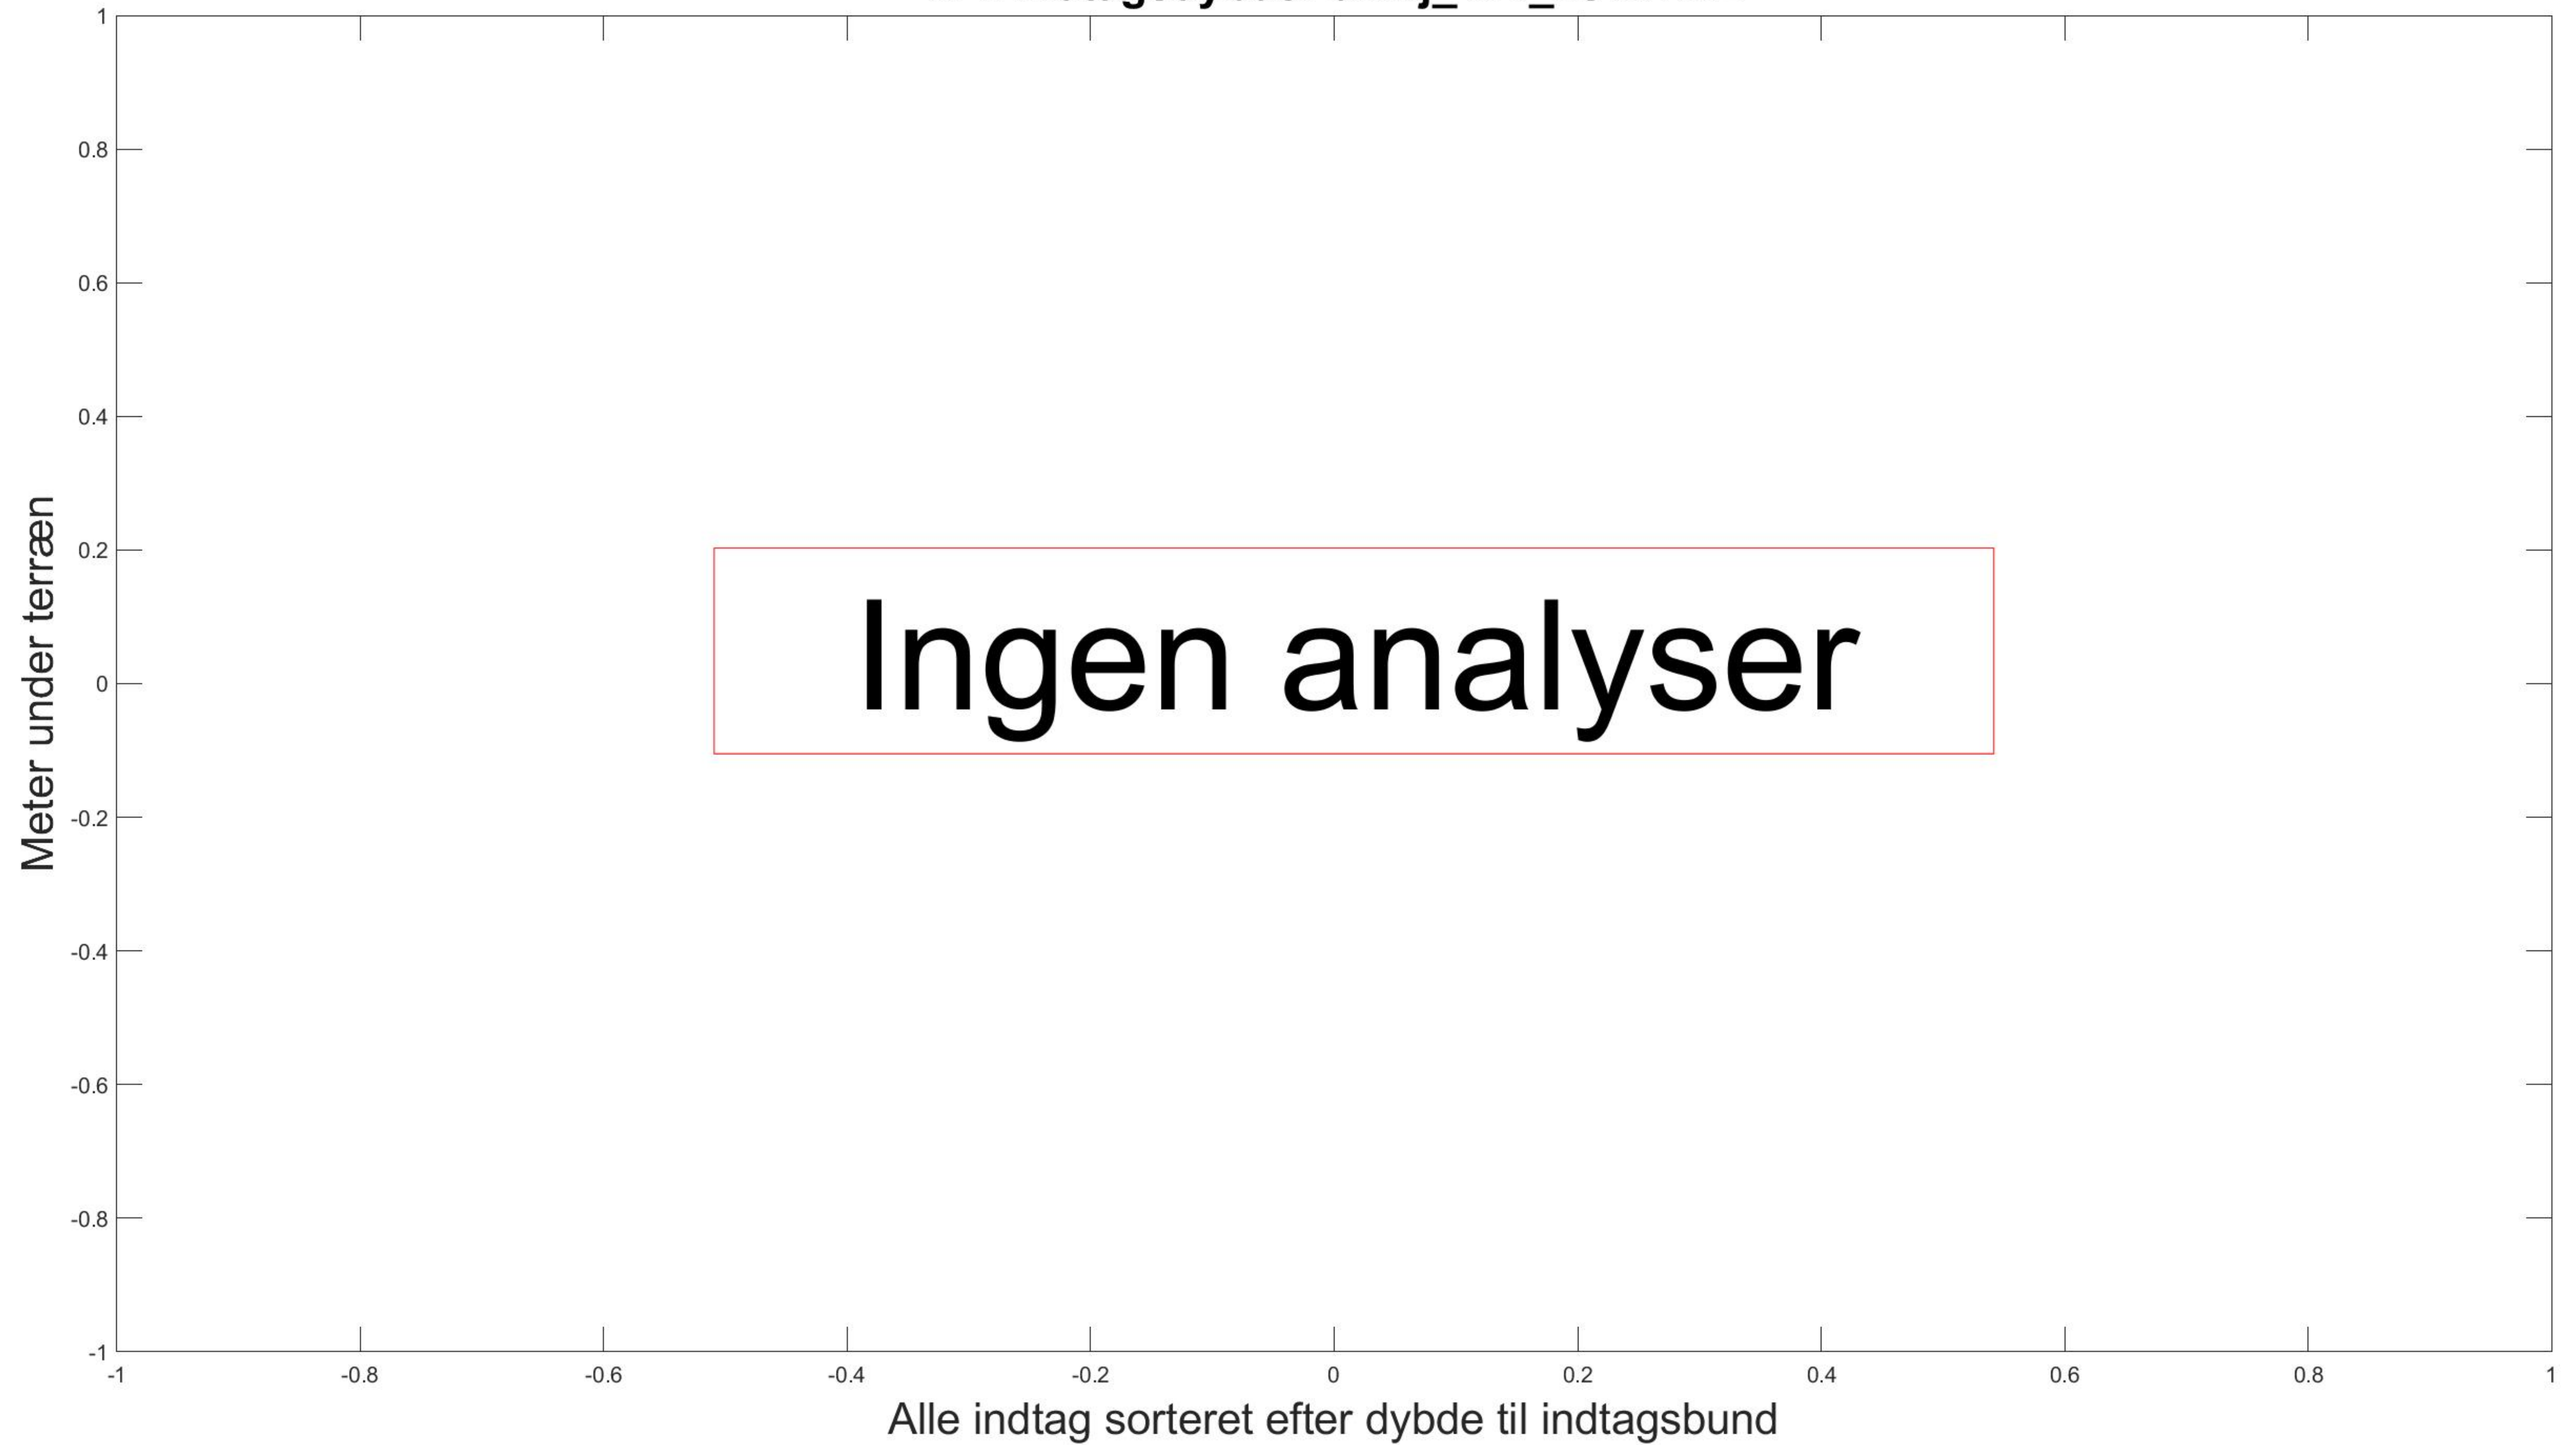 1
0.8
0.6
0.4
0.2
0
-0.2
-0.4
-0.6
-0.8
-1
Meter under terræn
Ingen analyser
-1 -0.8 -0.6 -0.4 -0.2 0 0.2 0.4 0.6 0.8 1
Alle indtag sorteret efter dybde til indtagsbund